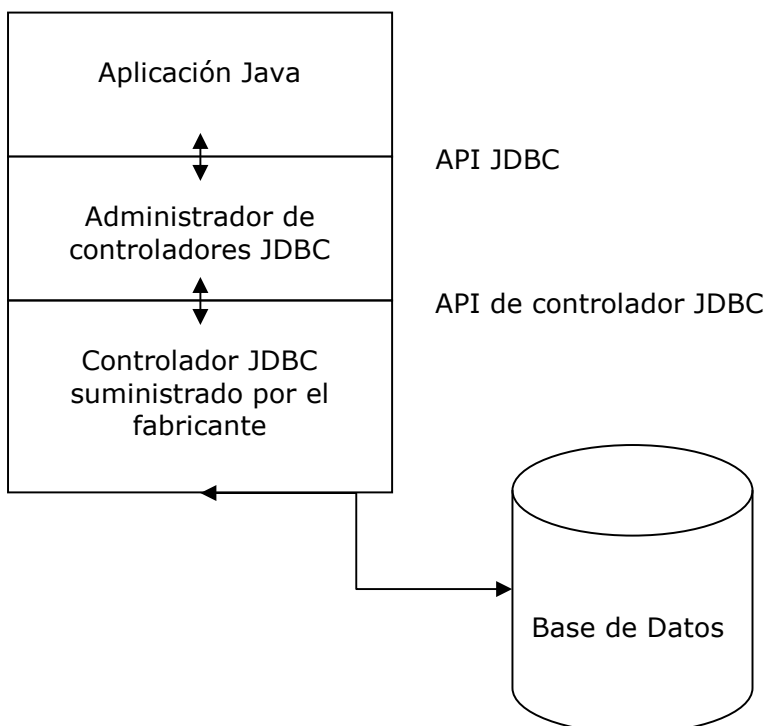 Aplicación Java
API JDBC
Administrador de
controladores JDBC
API de controlador JDBC
Controlador JDBC
suministrado por el
fabricante
Base de Datos